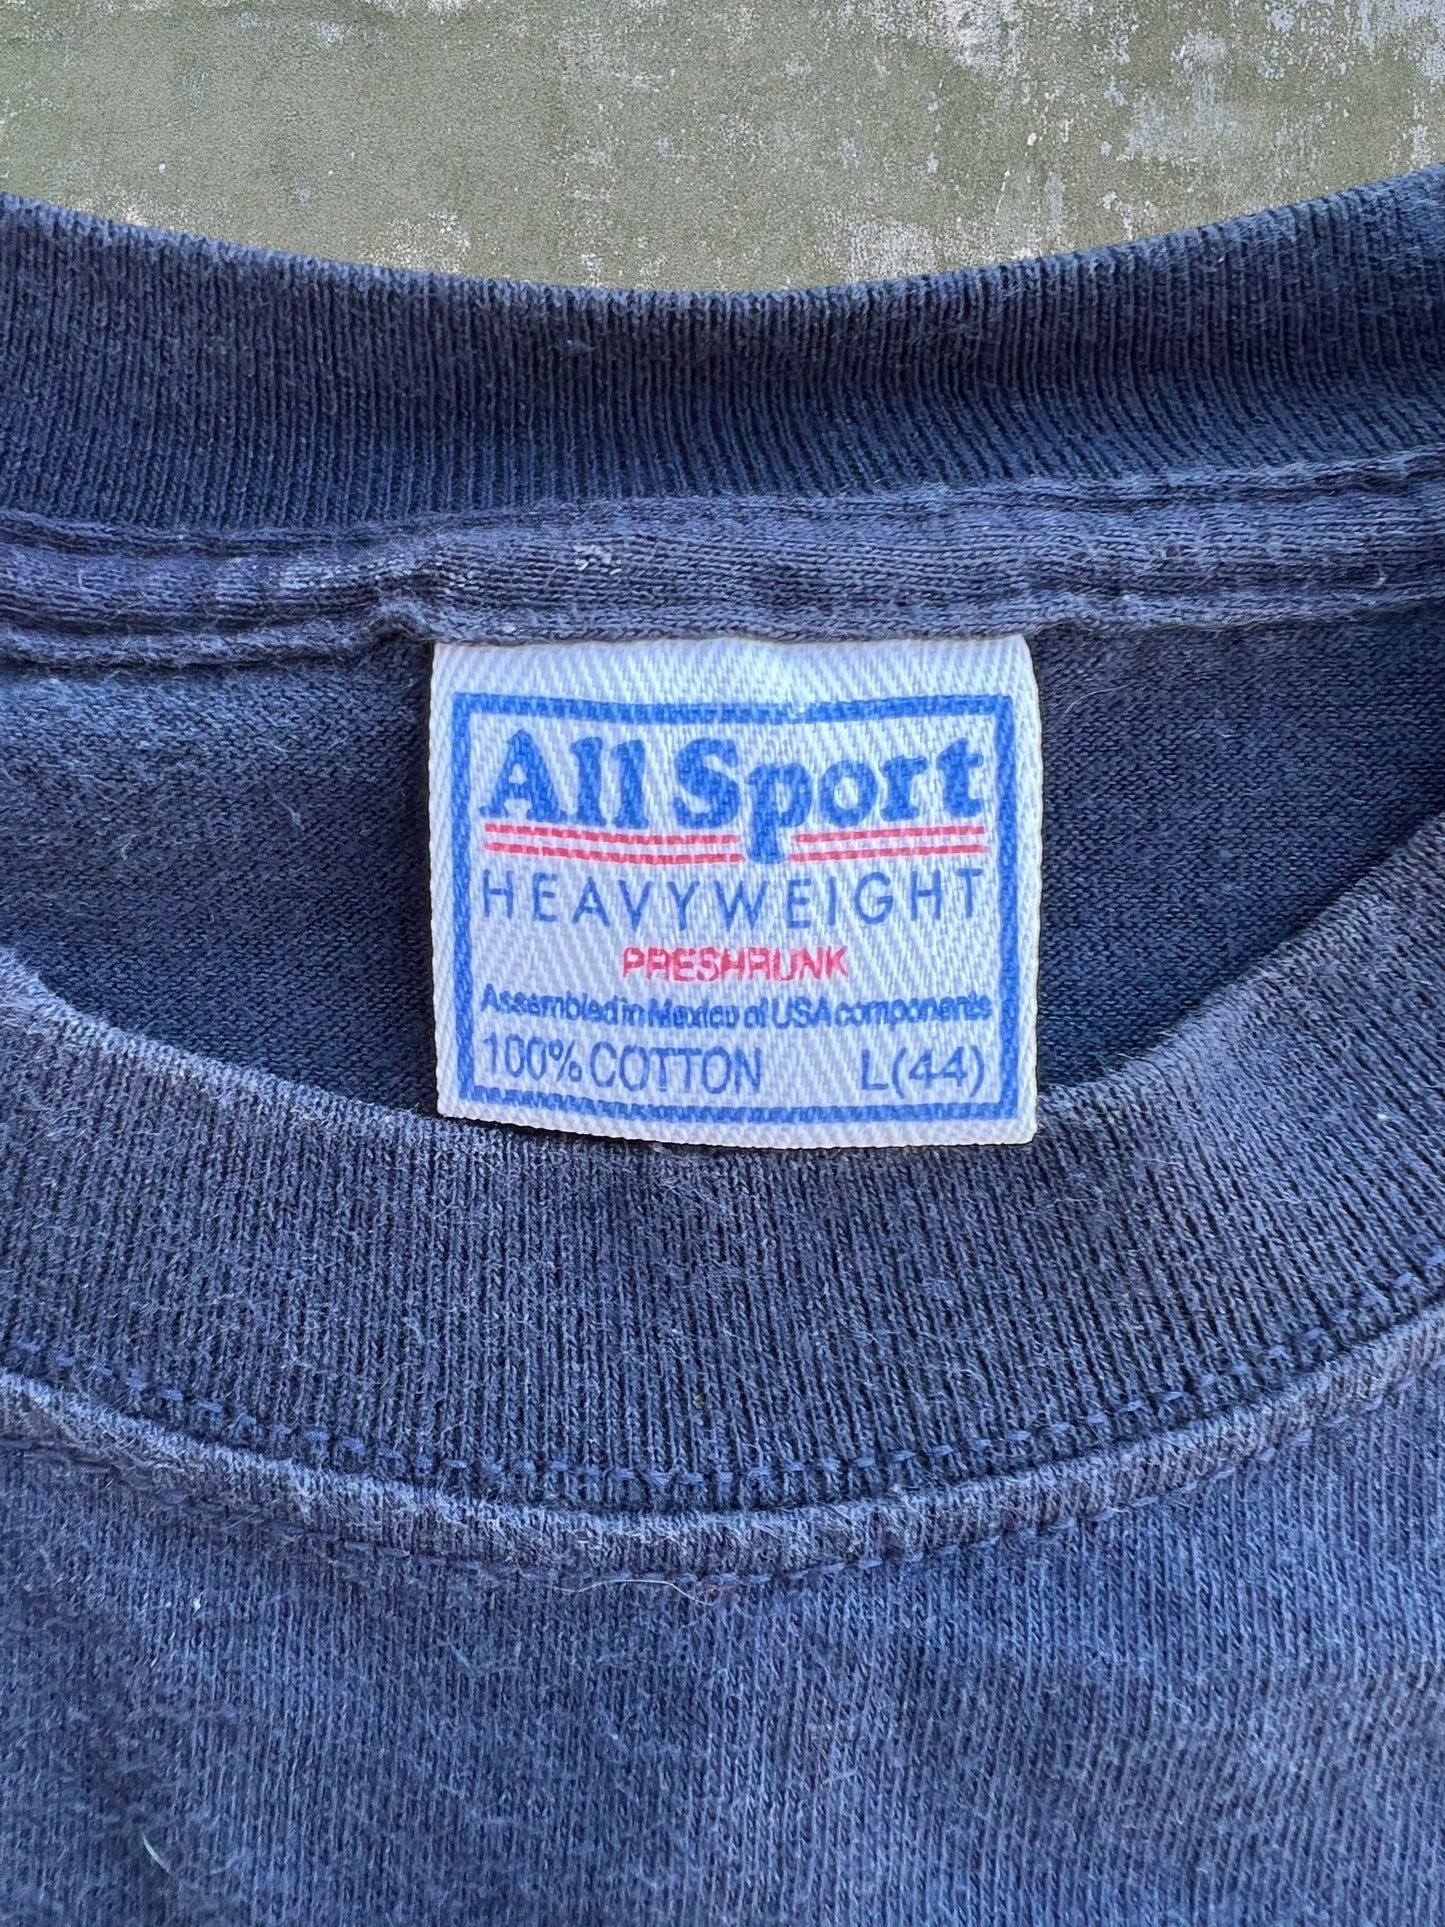 All Sport
HEAVYWEIGHT
PRESHRUNK
Assembled in Mexico of USA components
100% COTTON L(44)